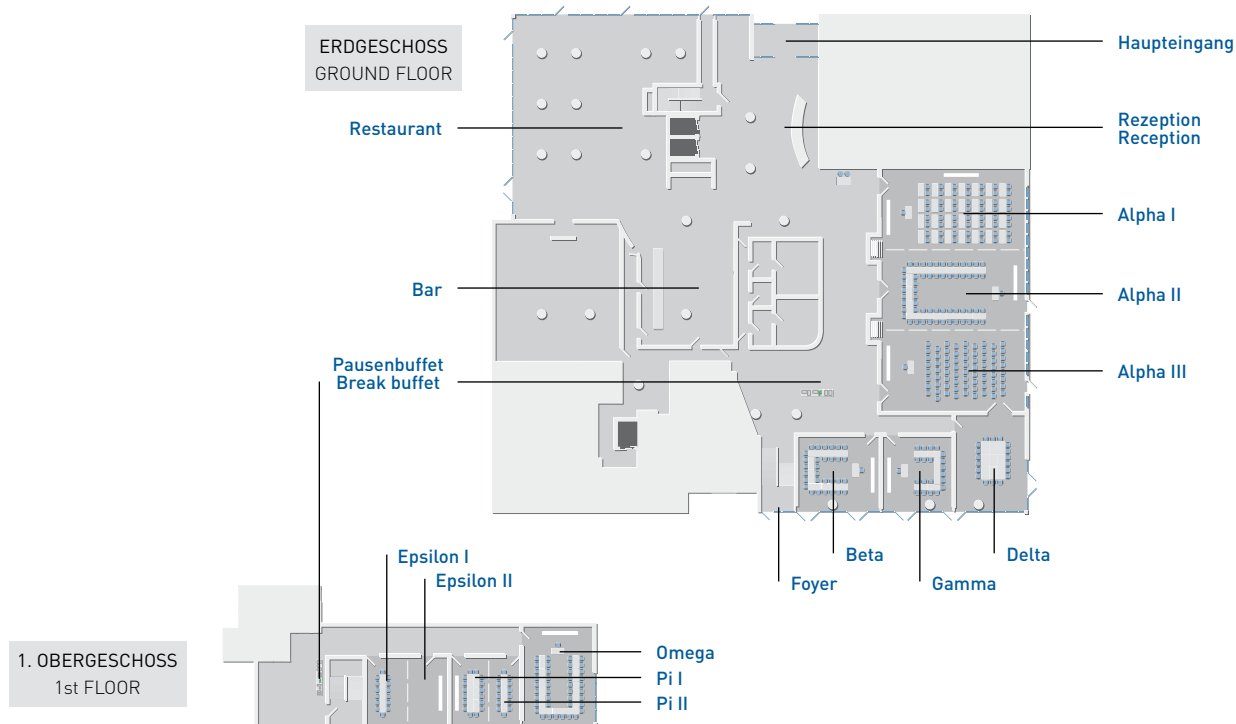 ERDGESCHOSS
GROUND FLOOR
Haupteingang
Restaurant
Rezeption
Reception
Alpha I
Bar
Alpha II
Pausenbuffet
Break buffet
Alpha III
Beta
Delta
Foyer
Gamma
Epsilon I
Epsilon II
1. OBERGESCHOSS
1st FLOOR
Omega
Pi I
Pi II